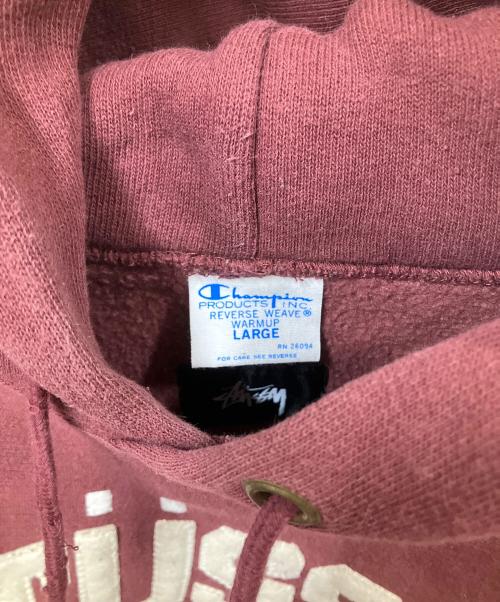 Champion
PRODUCTS INC.
REVERSE WEAVE®
WARMUP
LARGE
RN 26094
FOR CARE SEE REVERSE
Stüssy